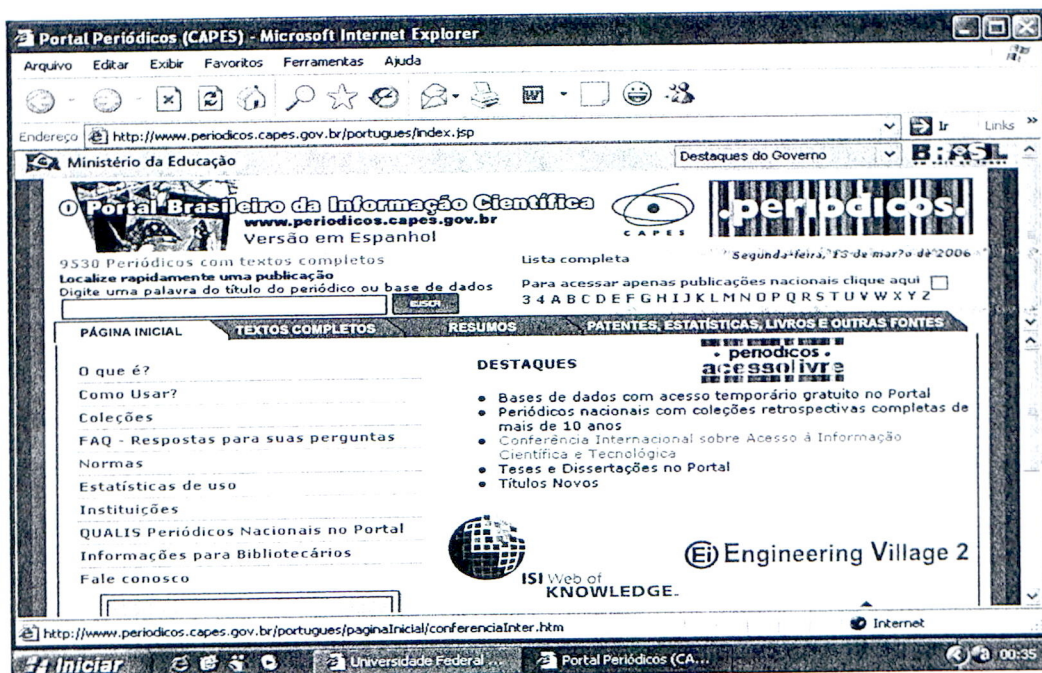 Portal Periódicos (CAPES) - Microsoft Internet Explorer
Arquivo Editar Exibir Favoritos Ferramentas Ajuda
Endereço http://www.periodicos.capes.gov.br/portugues/index.jsp Ir Links »
Ministério da Educação Destaques do Governo BRASIL
O Portal Brasileiro da Informação Científica
www.periodicos.capes.gov.br
Versão em Espanhol
CAPES
.periodicos.
9530 Periódicos com textos completos Lista completa Segunda-feira, 13 de mar?o de 2006
Localize rapidamente uma publicação
Digite uma palavra do título do periódico ou base de dados
Para acessar apenas publicações nacionais clique aqui
3 4 A B C D E F G H I J K L M N O P Q R S T U V W X Y Z
PÁGINA INICIAL TEXTOS COMPLETOS RESUMOS PATENTES, ESTATÍSTICAS, LIVROS E OUTRAS FONTES
O que é?
Como Usar?
Coleções
FAQ - Respostas para suas perguntas
Normas
Estatísticas de uso
Instituições
QUALIS Periódicos Nacionais no Portal
Informações para Bibliotecários
Fale conosco
DESTAQUES
. periodicos .
acessolivre
• Bases de dados com acesso temporário gratuito no Portal
• Periódicos nacionais com coleções retrospectivas completas de
mais de 10 anos
• Conferência Internacional sobre Acesso à Informação
Científica e Tecnológica
• Teses e Dissertações no Portal
• Títulos Novos
ISI Web of
KNOWLEDGE
Ei Engineering Village 2
http://www.periodicos.capes.gov.br/portugues/paginaInicial/conferenciaInter.htm Internet
Iniciar Universidade Federal ... Portal Periódicos (CA... 00:35